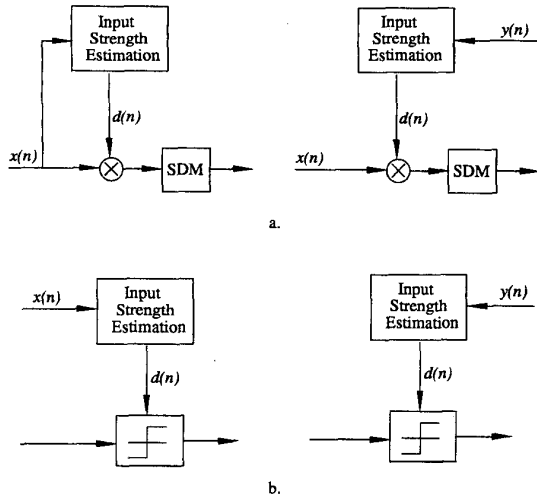 Input
Strength
Estimation
d(n)
x(n)
SDM
Input
Strength
Estimation
y(n)
d(n)
x(n)
SDM
a.
x(n)
Input
Strength
Estimation
d(n)
Input
Strength
Estimation
y(n)
d(n)
b.